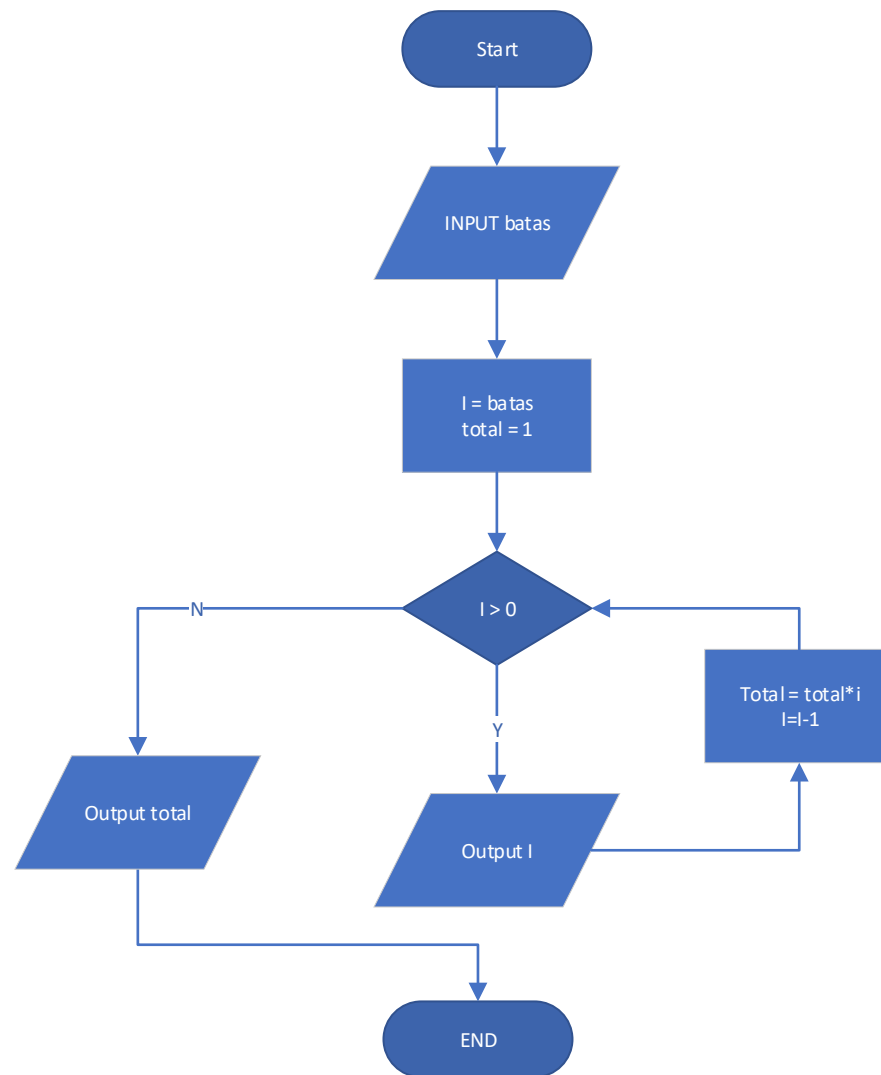 Start
INPUT batas
I = batas
total = 1
I > 0
N
Y
Total = total*i
I=I-1
Output total
Output I
END